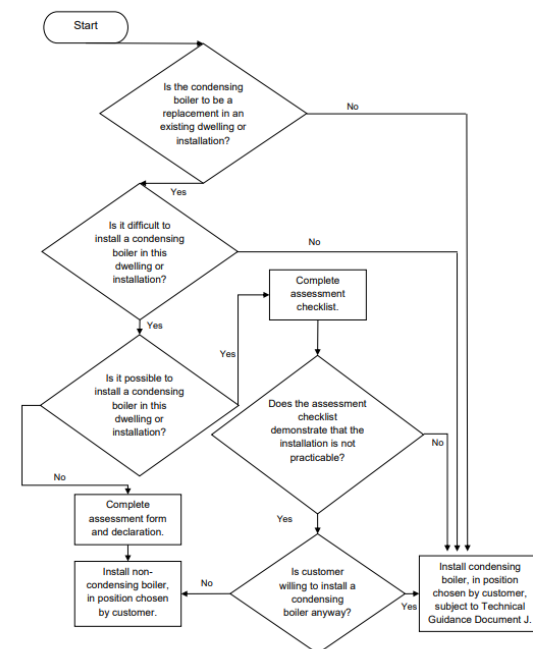 Start
Is the condensing
boiler to be a
replacement in an
existing dwelling or
installation?
No
Yes
Is it difficult to
install a condensing
boiler in this
dwelling or
installation?
No
Yes
Complete
assessment
checklist.
Yes
Is it possible to
install a condensing
boiler in this
dwelling or
installation?
Does the assessment
checklist
demonstrate that the
installation is not
practicable?
No
No
Complete
assessment form
and declaration.
Yes
Install non-
condensing boiler,
in position chosen
by customer.
No
Is customer
willing to install a
condensing
boiler anyway?
Yes
Install condensing
boiler, in position
chosen by customer,
subject to Technical
Guidance Document J.